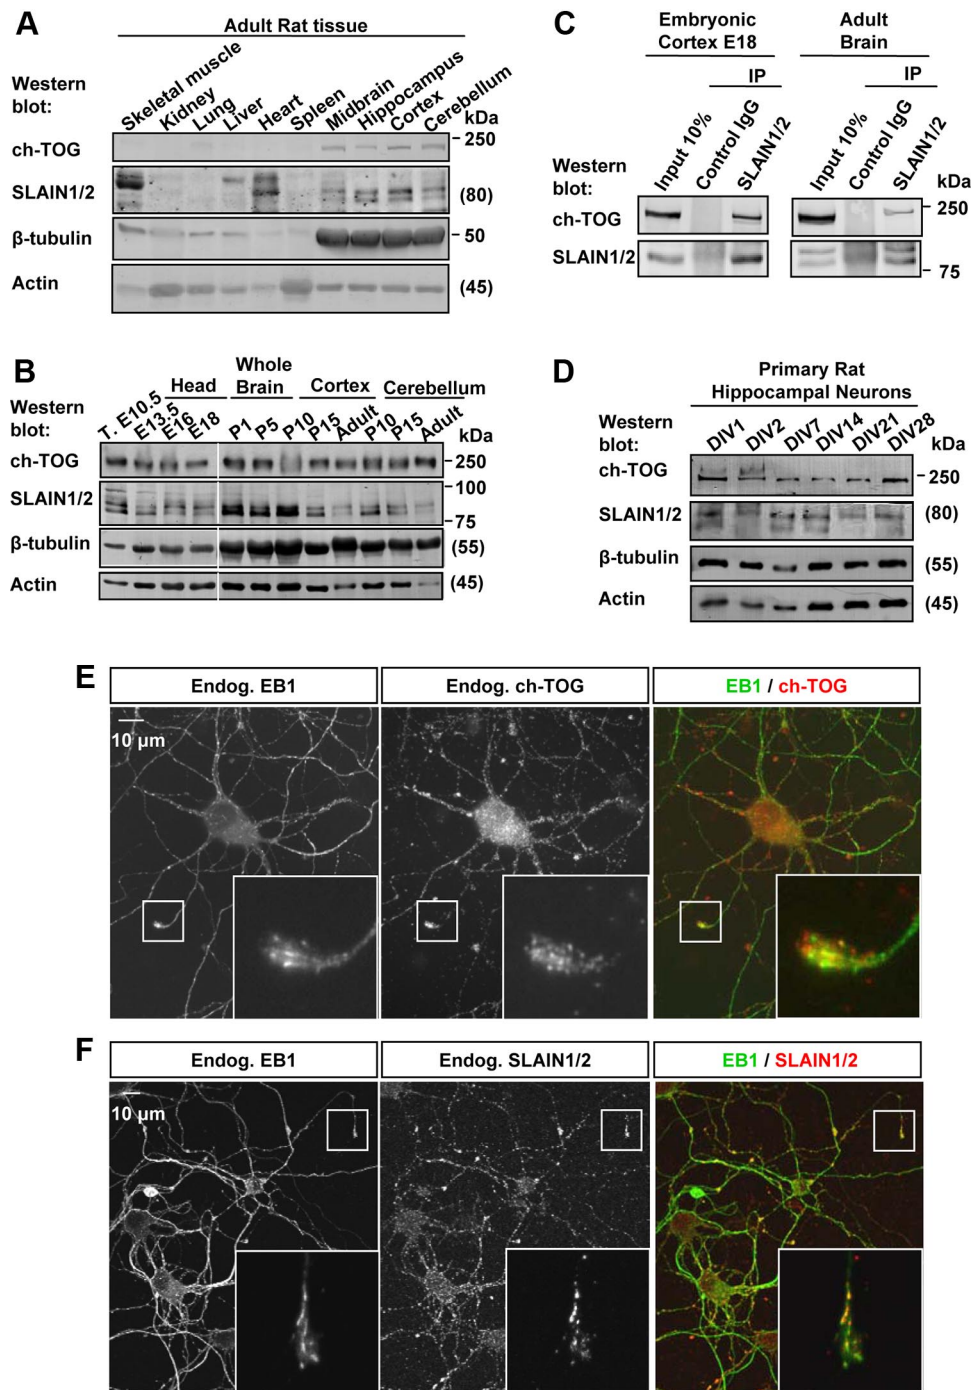 A
Adult Rat tissue
Western
blot:
Skeletal muscle
Kidney
Lung
Liver
Heart
Spleen
Midbrain
Hippocampus
Cortex
Cerebellum
kDa
ch-TOG
250
SLAIN1/2
(80)
β-tubulin
50
Actin
(45)
B
Western
blot:
Head
Whole
Brain
Cortex
Cerebellum
T. E10.5
E13.5
E16
E18
P1
P5
P10
P15
Adult
P10
P15
Adult
kDa
ch-TOG
250
SLAIN1/2
100
75
β-tubulin
(55)
Actin
(45)
C
Embryonic
Cortex E18
Adult
Brain
IP
IP
Western
blot:
Input 10%
Control IgG
SLAIN1/2
Input 10%
Control IgG
SLAIN1/2
kDa
ch-TOG
250
SLAIN1/2
75
D
Primary Rat
Hippocampal Neurons
Western
blot:
DIV1
DIV2
DIV7
DIV14
DIV21
DIV28
kDa
ch-TOG
250
SLAIN1/2
(80)
β-tubulin
(55)
Actin
(45)
E
Endog. EB1
Endog. ch-TOG
EB1 / ch-TOG
10 μm
F
Endog. EB1
Endog. SLAIN1/2
EB1 / SLAIN1/2
10 μm